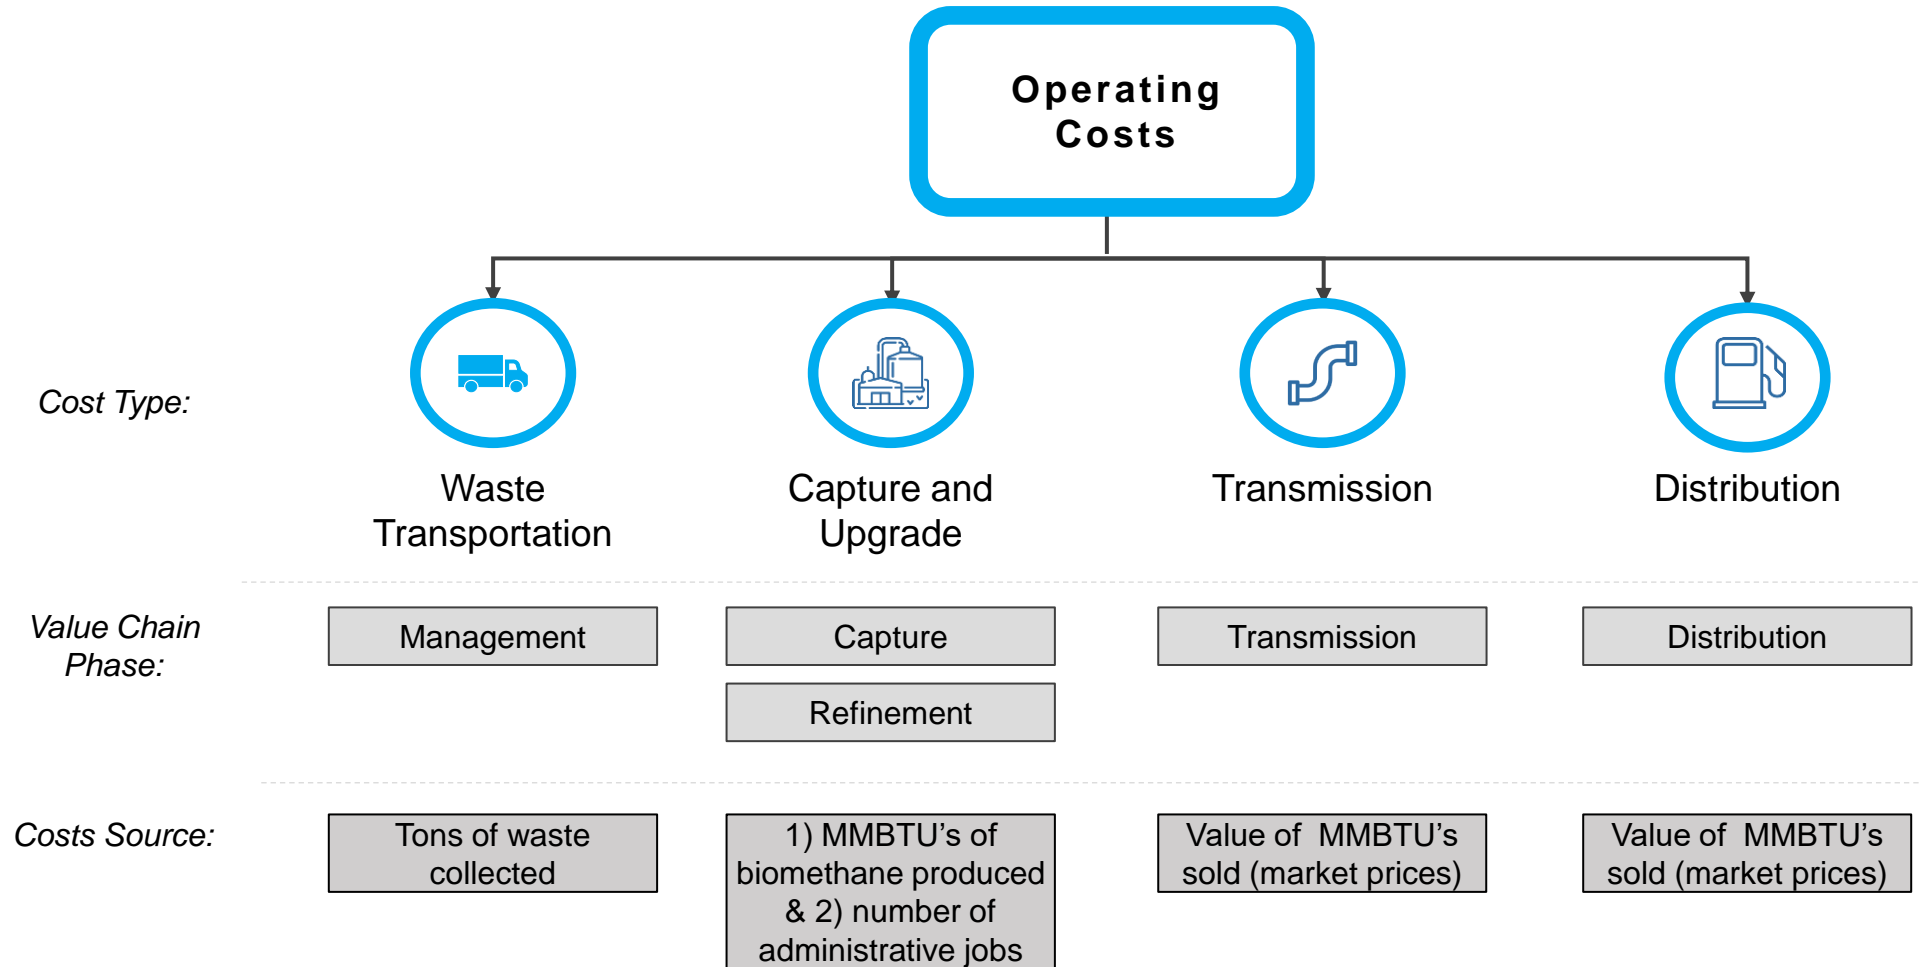 Operating
Costs
Cost Type:
Waste
Transportation
Capture and
Upgrade
Transmission
Distribution
Value Chain
Phase:
Management
Capture
Transmission
Distribution
Refinement
Costs Source:
Tons of waste
collected
1) MMBTU’s of
biomethane produced
& 2) number of
administrative jobs
Value of  MMBTU’s
sold (market prices)
Value of  MMBTU’s
sold (market prices)